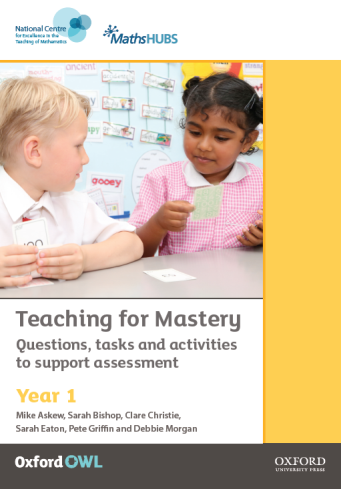 National Centre
for Excellence in the
Teaching of Mathematics
MathsHUBS
gooey
Teaching for Mastery
Questions, tasks and activities
to support assessment
Year 1
Mike Askew, Sarah Bishop, Clare Christie,
Sarah Eaton, Pete Griffin and Debbie Morgan
Oxford OWL
OXFORD
UNIVERSITY PRESS